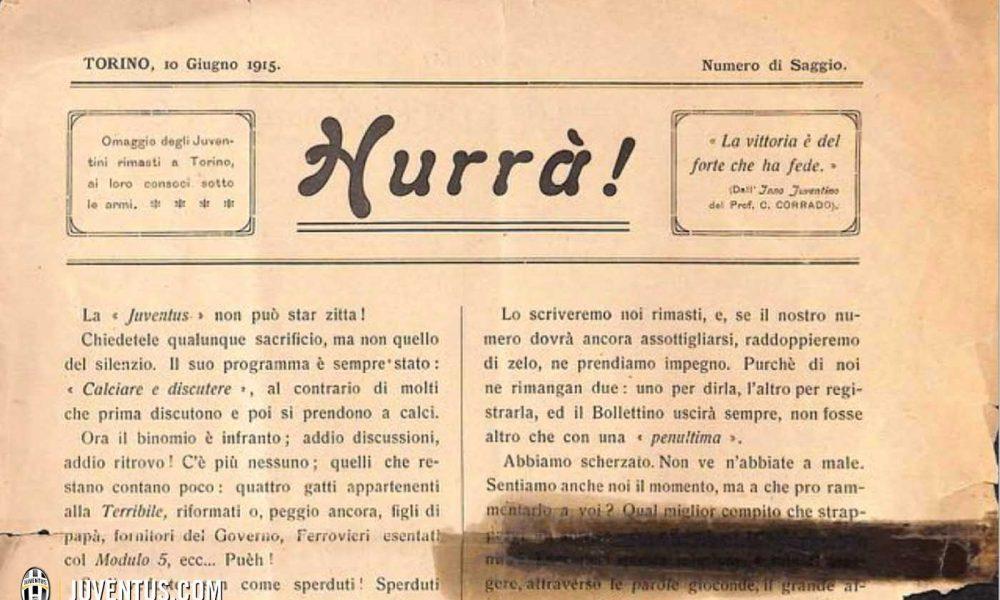 TORINO, 10 Giugno 1915.
Numero di Saggio.
Omaggio degli Juven-
tini rimasti a Torino,
ai loro consoci sotto
le armi. ❄ ❄ ❄ ❄
Hurrà!
« La vittoria è del
forte che ha fede. »
(Dall' Inno Juventino
del Prof. C. CORRADO).
La « Juventus » non può star zitta!
Chiedetele qualunque sacrificio, ma non quello
del silenzio. Il suo programma è sempre stato:
« Calciare e discutere », al contrario di molti
che prima discutono e poi si prendono a calci.
Ora il binomio è infranto; addio discussioni,
addio ritrovo! C'è più nessuno; quelli che re-
stano contano poco: quattro gatti appartenenti
alla Terribile, riformati o, peggio ancora, figli di
papà, fornitori del Governo, Ferrovieri esentati
col Modulo 5, ecc... Puèh!
come sperduti! Sperduti
Lo scriveremo noi rimasti, e, se il nostro nu-
mero dovrà ancora assottigliarsi, raddoppieremo
di zelo, ne prendiamo impegno. Purchè di noi
ne rimangan due: uno per dirla, l'altro per regi-
strarla, ed il Bollettino uscirà sempre, non fosse
altro che con una « penultima ».
Abbiamo scherzato. Non ve n'abbiate a male.
Sentiamo anche noi il momento, ma a che pro ram-
mentarlo a voi? Qual miglior compito che strap-
gere, attraverso le parole gioconde, il grande af-
JUVENTUS.COM